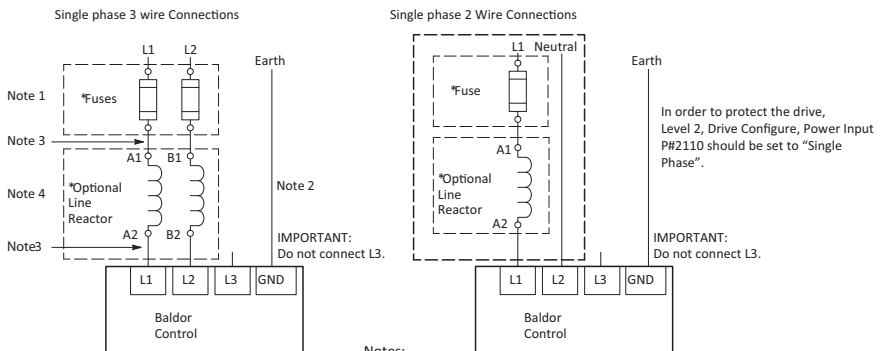 Single phase 3 wire Connections
L1 L2
Earth
Note 1
*Fuses
Note 3
A1 B1
Note 4
*Optional
Line
Reactor
Note 2
A2 B2
Note3
IMPORTANT:
Do not connect L3.
L1 L2 L3 GND
Baldor
Control
Single phase 2 Wire Connections
L1 Neutral
Earth
*Fuse
A1
*Optional
Line
Reactor
A2
In order to protect the drive,
Level 2, Drive Configure, Power Input
P#2110 should be set to “Single
Phase”.
IMPORTANT:
Do not connect L3.
L1 L2 L3 GND
Baldor
Control
Notes: